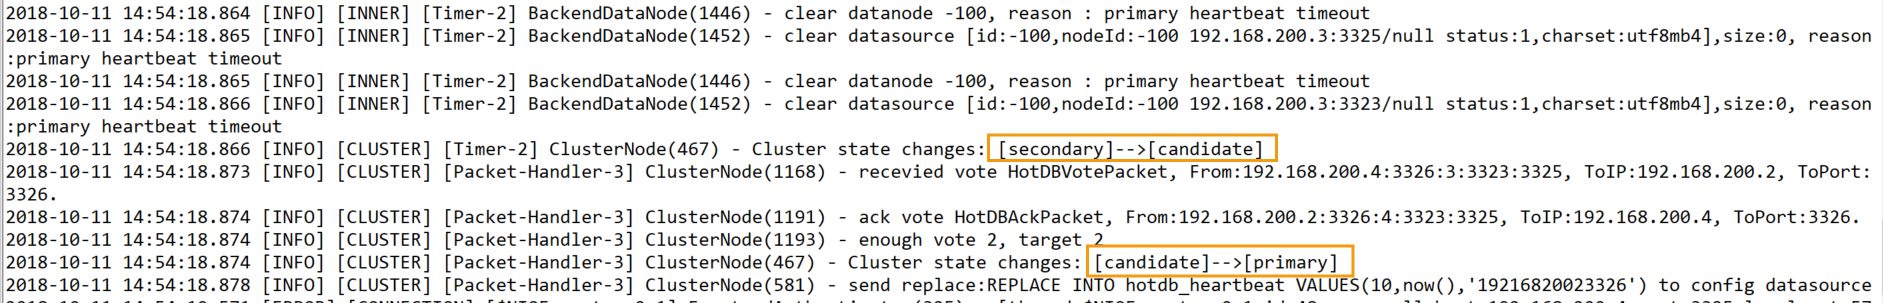 2018-10-11 14:54:18.864 [INFO] [INNER] [Timer-2] BackendDataNode(1446) - clear datanode -100, reason : primary heartbeat timeout
2018-10-11 14:54:18.865 [INFO] [INNER] [Timer-2] BackendDataNode(1452) - clear datasource [id:-100,nodeId:-100 192.168.200.3:3325/null status:1,charset:utf8mb4],size:0, reason
:primary heartbeat timeout
2018-10-11 14:54:18.865 [INFO] [INNER] [Timer-2] BackendDataNode(1446) - clear datanode -100, reason : primary heartbeat timeout
2018-10-11 14:54:18.866 [INFO] [INNER] [Timer-2] BackendDataNode(1452) - clear datasource [id:-100,nodeId:-100 192.168.200.3:3323/null status:1,charset:utf8mb4],size:0, reason
:primary heartbeat timeout
2018-10-11 14:54:18.866 [INFO] [CLUSTER] [Timer-2] ClusterNode(467) - Cluster state changes: [secondary]-->[candidate]
2018-10-11 14:54:18.873 [INFO] [CLUSTER] [Packet-Handler-3] ClusterNode(1168) - recevied vote HotDBVotePacket, From:192.168.200.4:3326:3:3323:3325, ToIP:192.168.200.2, ToPort:
3326.
2018-10-11 14:54:18.874 [INFO] [CLUSTER] [Packet-Handler-3] ClusterNode(1191) - ack vote HotDBAckPacket, From:192.168.200.2:3326:4:3323:3325, ToIP:192.168.200.4, ToPort:3326.
2018-10-11 14:54:18.874 [INFO] [CLUSTER] [Packet-Handler-3] ClusterNode(1193) - enough vote 2, target 2
2018-10-11 14:54:18.874 [INFO] [CLUSTER] [Packet-Handler-3] ClusterNode(467) - Cluster state changes: [candidate]-->[primary]
2018-10-11 14:54:18.878 [INFO] [CLUSTER] [Packet-Handler-3] ClusterNode(581) - send replace:REPLACE INTO hotdb_heartbeat VALUES(10,now(),'19216820023326') to config datasource